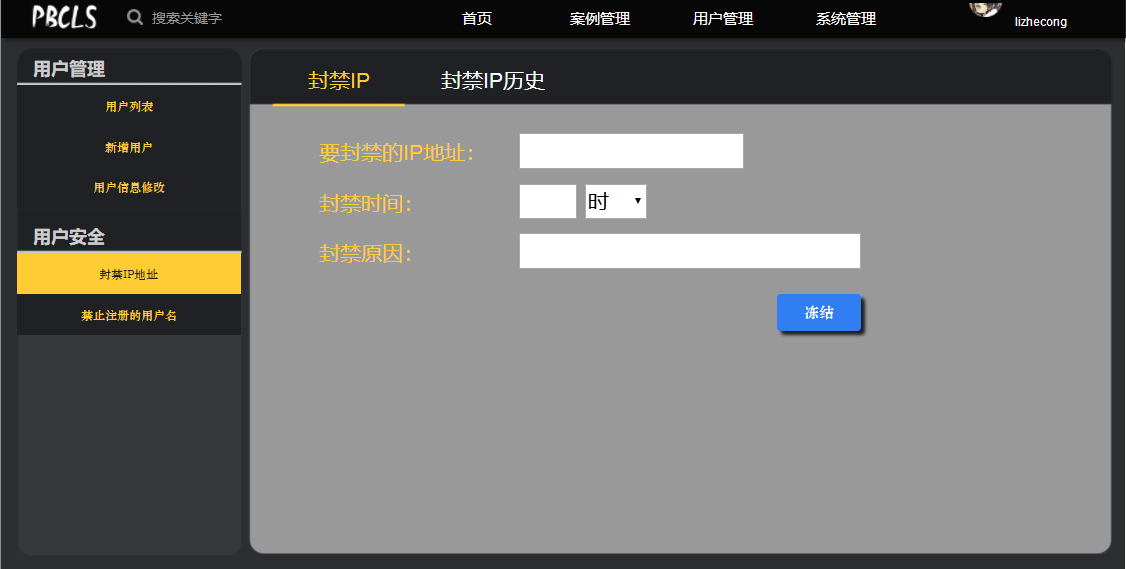 PBCLS 搜索关键字 首页 案例管理 用户管理 系统管理 lizhecong
用户管理
用户列表
新增用户
用户信息修改
用户安全
封禁IP地址
禁止注册的用户名
封禁IP 封禁IP历史
要封禁的IP地址：
封禁时间： 时
封禁原因：
冻结